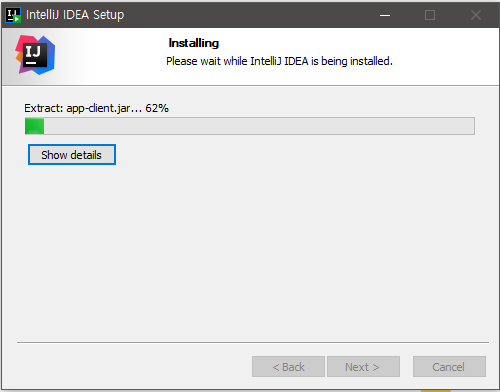 IntelliJ IDEA Setup
IJ
Installing
Please wait while IntelliJ IDEA is being installed.
Extract: app-client.jar... 62%
Show details
< Back
Next >
Cancel